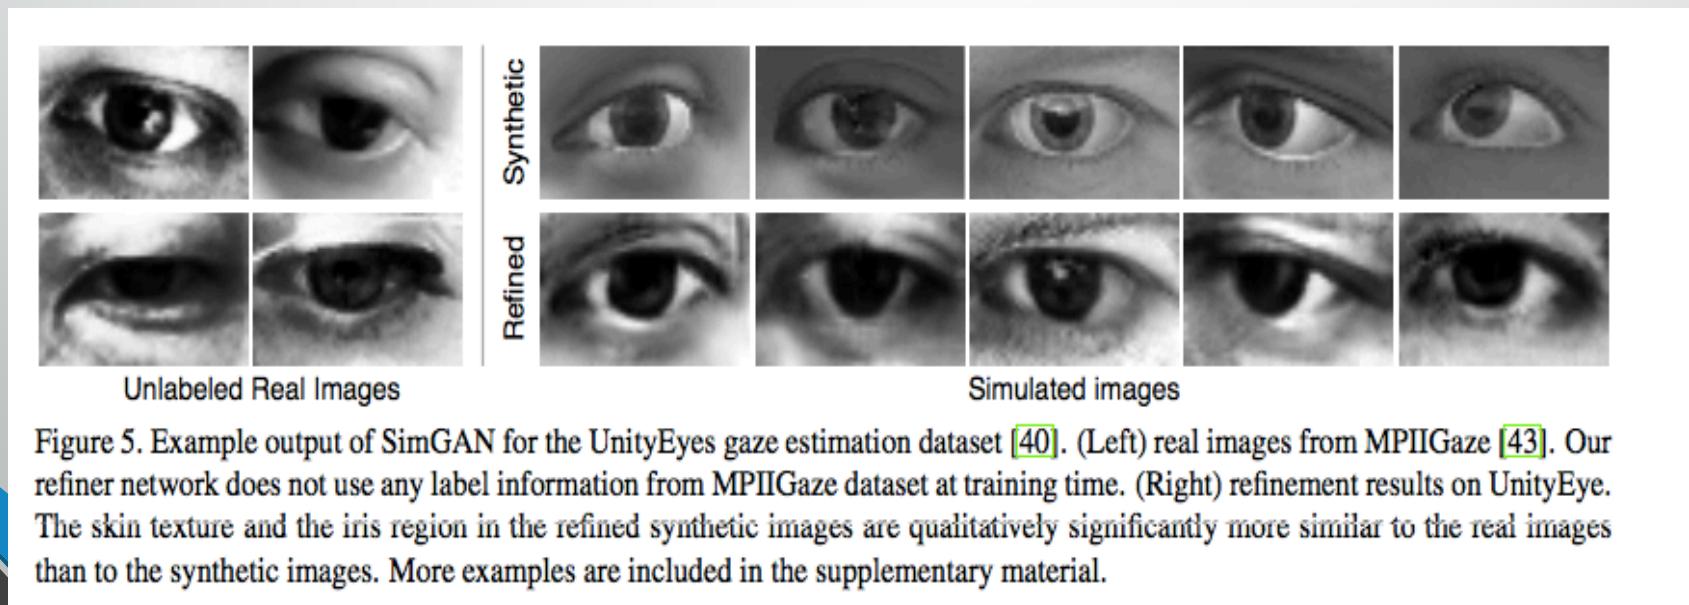 Synthetic
Refined
Unlabeled Real Images
Simulated images
Figure 5. Example output of SimGAN for the UnityEyes gaze estimation dataset [40]. (Left) real images from MPIIGaze [43]. Our
refiner network does not use any label information from MPIIGaze dataset at training time. (Right) refinement results on UnityEye.
The skin texture and the iris region in the refined synthetic images are qualitatively significantly more similar to the real images
than to the synthetic images. More examples are included in the supplementary material.